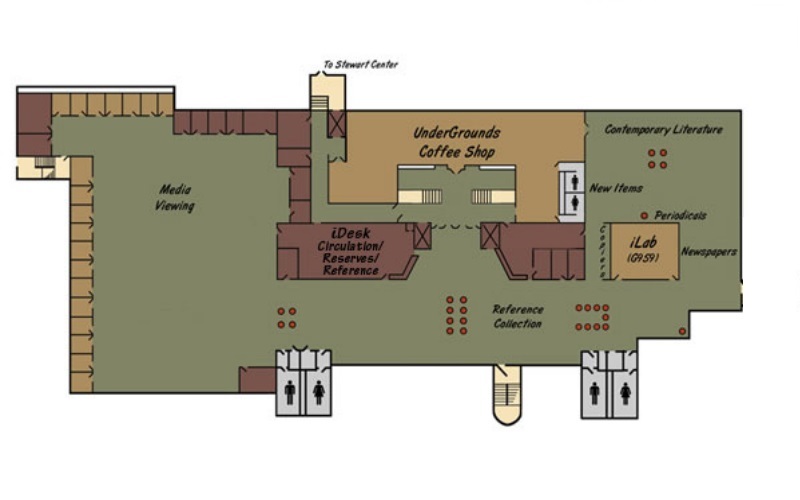 To Stewart Center
UnderGrounds
Coffee Shop
Contemporary Literature
Media
Viewing
New Items
Periodicals
iDesk
Circulation/
Reserves/
Reference
Copiers
iLab
(G959)
Newspapers
Reference
Collection